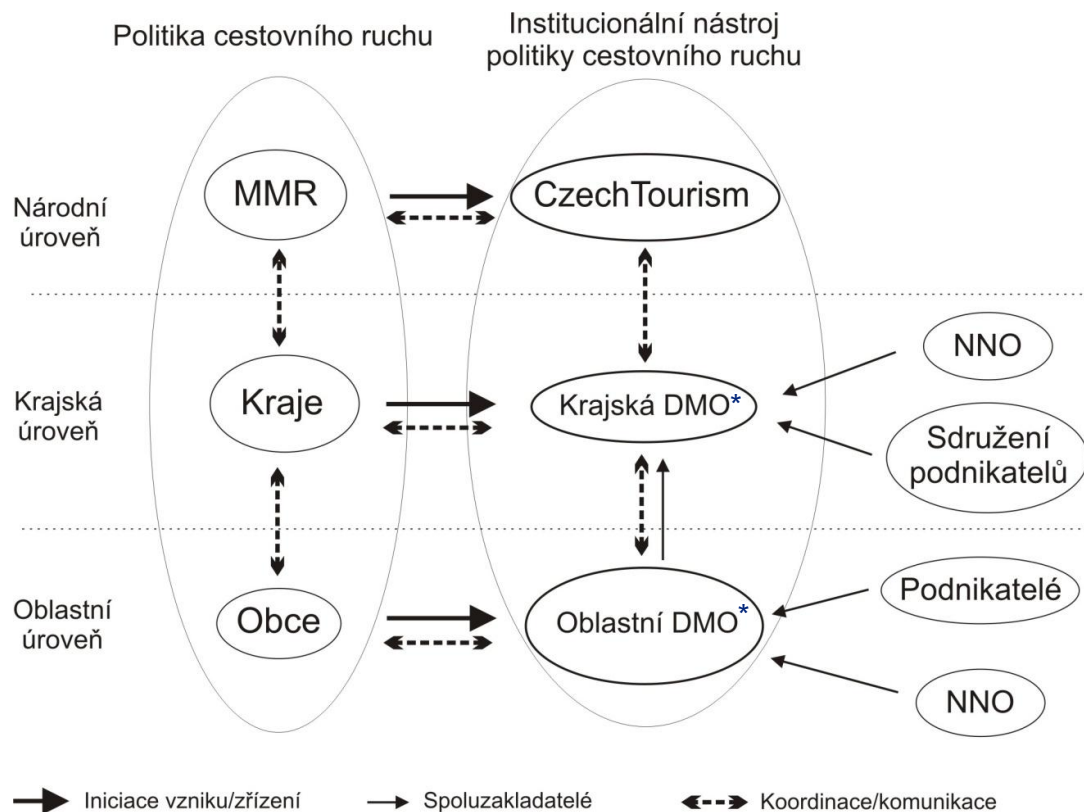 Politika cestovního ruchu
Institucionální nástroj
politiky cestovního ruchu
Národní
úroveň
MMR
CzechTourism
Krajská
úroveň
Kraje
Krajská DMO*
NNO
Sdružení
podnikatelů
Oblastní
úroveň
Obce
Oblastní DMO*
Podnikatelé
NNO
Iniciace vzniku/zřízení
Spoluzakladatelé
Koordinace/komunikace